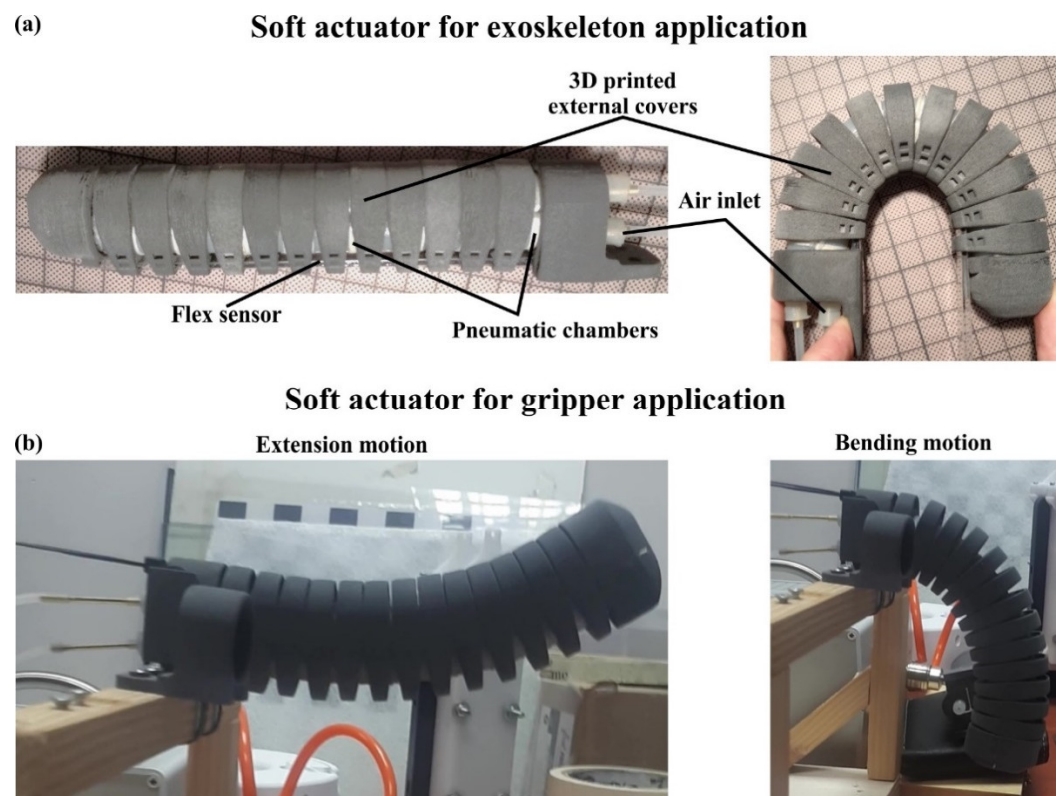 (a)
Soft actuator for exoskeleton application
3D printed
external covers
Air inlet
Flex sensor
Pneumatic chambers
Soft actuator for gripper application
(b)
Extension motion
Bending motion